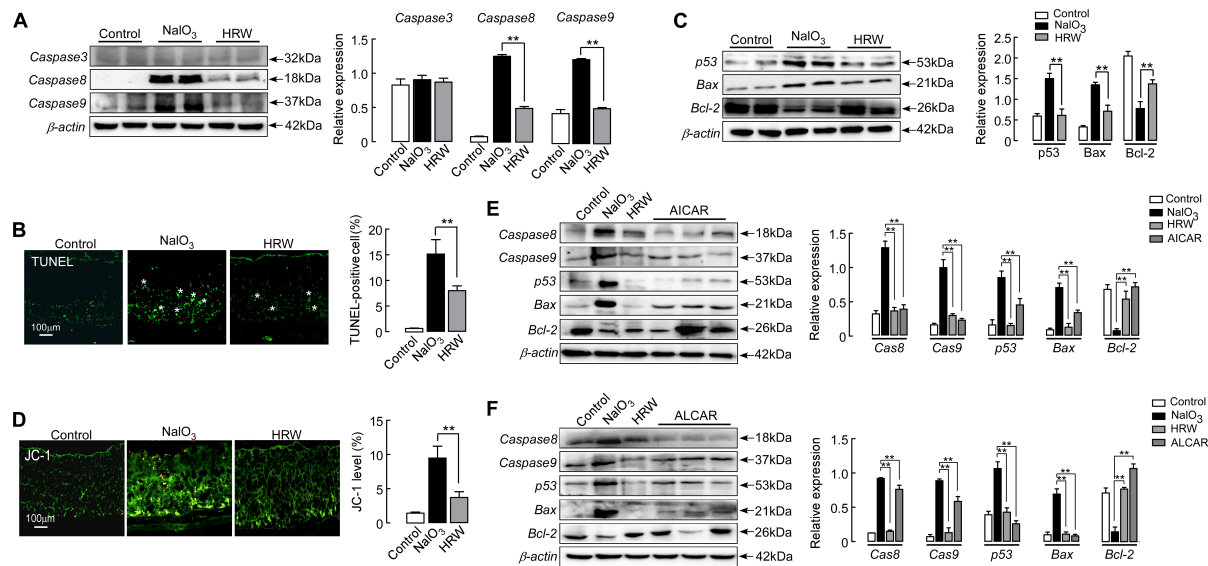 A
Control NaIO3 HRW
Caspase3 32kDa
Caspase8 18kDa
Caspase9 37kDa
β-actin 42kDa
Caspase3 Caspase8 Caspase9
Relative expression
1.5
1.0
0.5
0.0
** **
Control NaIO3 HRW Control NaIO3 HRW Control NaIO3 HRW
C
Control NaIO3 HRW
p53 53kDa
Bax 21kDa
Bcl-2 26kDa
β-actin 42kDa
Control
NaIO3
HRW
Relative expression
2.5
2.0
1.5
1.0
0.5
0.0
** ** **
p53 Bax Bcl-2
B
Control NaIO3 HRW
TUNEL
* * * * * * * * * *
100μm
TUNEL-positive cell (%)
20
15
10
5
0
**
Control NaIO3 HRW
E
Control NaIO3 HRW AICAR
Caspase8 18kDa
Caspase9 37kDa
p53 53kDa
Bax 21kDa
Bcl-2 26kDa
β-actin 42kDa
Control
NaIO3
HRW
AICAR
Relative expression
1.5
1.0
0.5
0.0
** ** ** ** ** ** ** ** ** **
Cas8 Cas9 p53 Bax Bcl-2
D
Control NaIO3 HRW
JC-1
100μm
JC-1 level (%)
15
10
5
0
**
Control NaIO3 HRW
F
Control NaIO3 HRW ALCAR
Caspase8 18kDa
Caspase9 37kDa
p53 53kDa
Bax 21kDa
Bcl-2 26kDa
β-actin 42kDa
Control
NaIO3
HRW
ALCAR
Relative expression
1.5
1.0
0.5
0.0
** ** ** ** ** ** ** ** ** **
Cas8 Cas9 p53 Bax Bcl-2